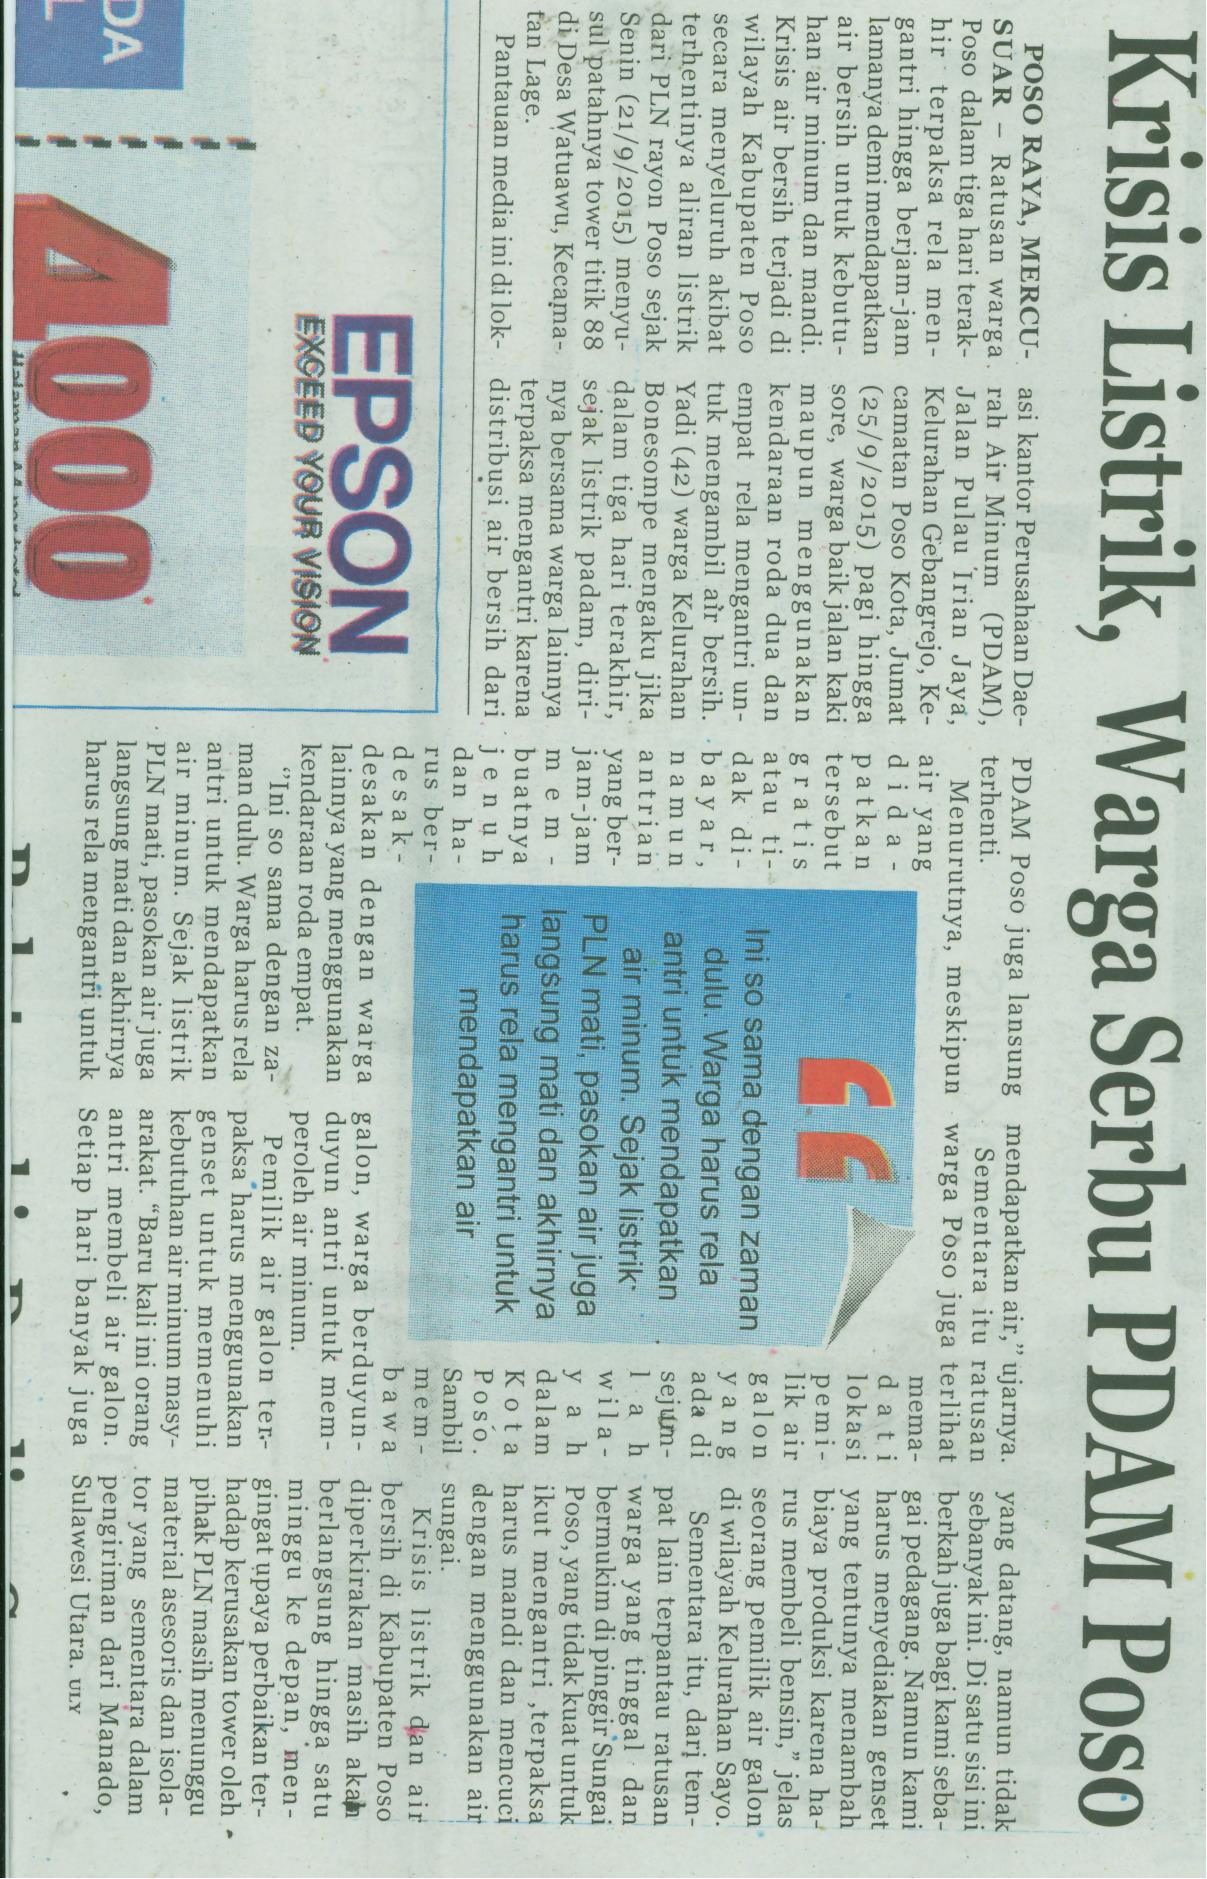 Krisis Listrik, Warga Serbu PDAM Poso
POSO RAYA, MERCU-
SUAR – Ratusan warga
Poso dalam tiga hari terak-
hir terpaksa rela men-
gantri hingga berjam-jam
lamanya demi mendapatkan
air bersih untuk kebutu-
han air minum dan mandi.
Krisis air bersih terjadi di
wilayah Kabupaten Poso
secara menyeluruh akibat
terhentinya aliran listrik
dari PLN rayon Poso sejak
Senin (21/9/2015) menyu-
sul patahnya tower titik 88
di Desa Watuawu, Kecama-
tan Lage.
Pantauan media ini di lok-
asi kantor Perusahaan Dae-
rah Air Minum (PDAM),
Jalan Pulau Irian Jaya,
Kelurahan Gebangrejo, Ke-
camatan Poso Kota, Jumat
(25/9/2015) pagi hingga
sore, warga baik jalan kaki
maupun menggunakan
kendaraan roda dua dan
empat rela mengantri un-
tuk mengambil air bersih.
Yadi (42) warga Kelurahan
Bonesompe mengaku jika
dalam tiga hari terakhir,
sejak listrik padam, diri-
nya bersama warga lainnya
terpaksa mengantri karena
distribusi air bersih dari
PDAM Poso juga lansung
terhenti.
Menurutnya, meskipun
air yang
dida-
patkan
tersebut
gratis
atau ti-
dak di-
bayar,
namun
antrian
yang ber-
jam-jam
mem-
buatnya
jenuh
dan ha-
rus ber-
desak-
desakan dengan warga
lainnya yang menggunakan
kendaraan roda empat.
“Ini so sama dengan za-
man dulu. Warga harus rela
antri untuk mendapatkan
air minum. Sejak listrik
PLN mati, pasokan air juga
langsung mati dan akhirnya
harus rela mengantri untuk
mendapatkan air,” ujarnya.
Sementara itu ratusan
warga Poso juga terlihat
mema-
dati
lokasi
pemi-
lik air
galon
yang
ada di
sejum-
lah
wila-
yah
dalam
Kota
Poso.
Sambil
mem-
bawa
galon, warga berduyun-
duyun antri untuk mem-
peroleh air minum.
Pemilik air galon ter-
paksa harus menggunakan
genset untuk memenuhi
kebutuhan air minum masy-
arakat. “Baru kali ini orang
antri membeli air galon.
Setiap hari banyak juga
yang datang, namun tidak
sebanyak ini. Di satu sisi ini
berkah juga bagi kami seba-
gai pedagang. Namun kami
harus menyediakan genset
yang tentunya menambah
biaya produksi karena ha-
rus membeli bensin,” jelas
seorang pemilik air galon
di wilayah Kelurahan Sayo.
Sementara itu, dari tem-
pat lain terpantau ratusan
warga yang tinggal dan
bermukim di pinggir Sungai
Poso, yang tidak kuat untuk
ikut mengantri ,terpaksa
harus mandi dan mencuci
dengan menggunakan air
sungai.
Krisis listrik dan air
bersih di Kabupaten Poso
diperkirakan masih akan
berlangsung hingga satu
minggu ke depan, men-
gingat upaya perbaikan ter-
hadap kerusakan tower oleh
pihak PLN masih menunggu
material asesoris dan isola-
tor yang sementara dalam
pengiriman dari Manado,
Sulawesi Utara. ULY
“
Ini so sama dengan zaman
dulu. Warga harus rela
antri untuk mendapatkan
air minum. Sejak listrik
PLN mati, pasokan air juga
langsung mati dan akhirnya
harus rela mengantri untuk
mendapatkan air
EPSON
EXCEED YOUR VISION
4000
DA